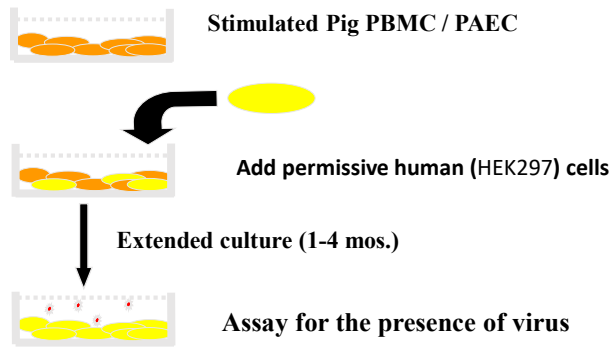 Stimulated Pig PBMC / PAEC
Add permissive human (HEK297) cells
Extended culture (1-4 mos.)
Assay for the presence of virus